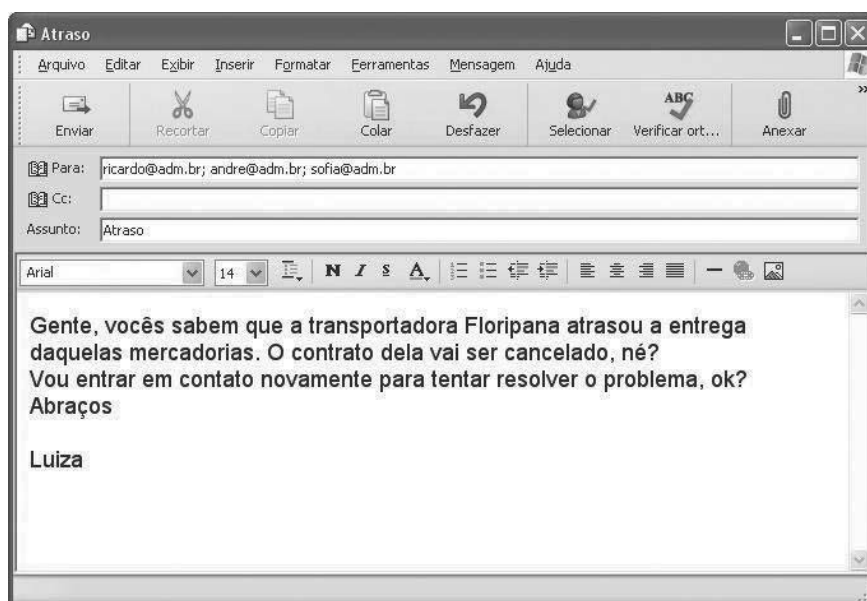 Atraso
Arquivo Editar Exibir Inserir Formatar Ferramentas Mensagem Ajuda
Enviar Recortar Copiar Colar Desfazer Selecionar Verificar ort... Anexar
Para: ricardo@adm.br; andre@adm.br; sofia@adm.br
Cc:
Assunto: Atraso
Arial 14 N I S A
Gente, vocês sabem que a transportadora Floripana atrasou a entrega
daquelas mercadorias. O contrato dela vai ser cancelado, né?
Vou entrar em contato novamente para tentar resolver o problema, ok?
Abraços
Luiza